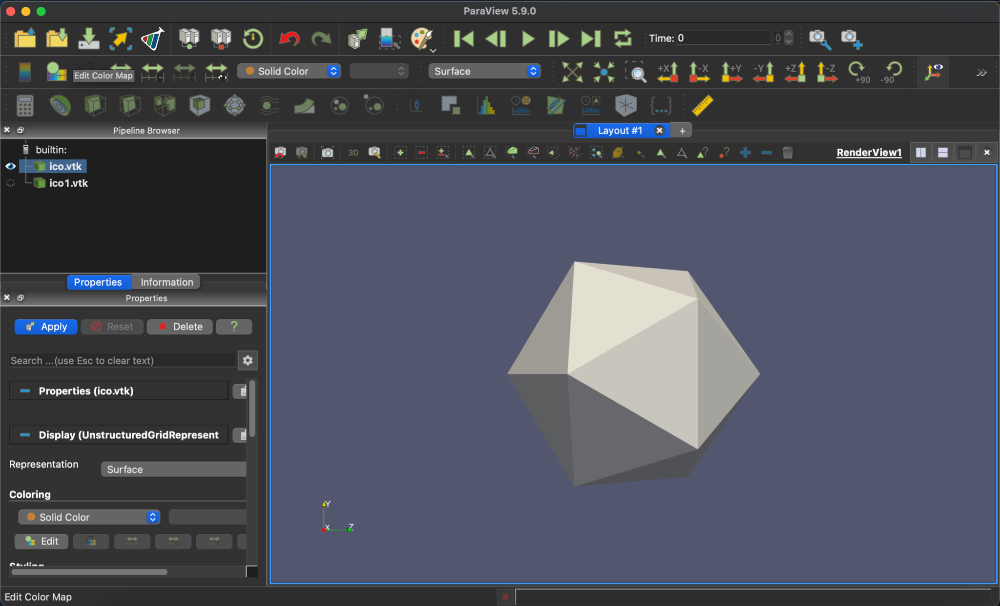 ParaView 5.9.0
Time: 0
0
Edit Color Map
Solid Color
Surface
+X
-X
+Y
-Y
+Z
-Z
+90
-90
Pipeline Browser
Layout #1
+
builtin:
ico.vtk
ico1.vtk
3D
RenderView1
Properties
Information
Properties
Apply
Reset
Delete
?
Search ...(use Esc to clear text)
Properties (ico.vtk)
Display (UnstructuredGridRepresent
Representation
Surface
Coloring
Solid Color
Edit
Styling
Y
X
Z
Edit Color Map